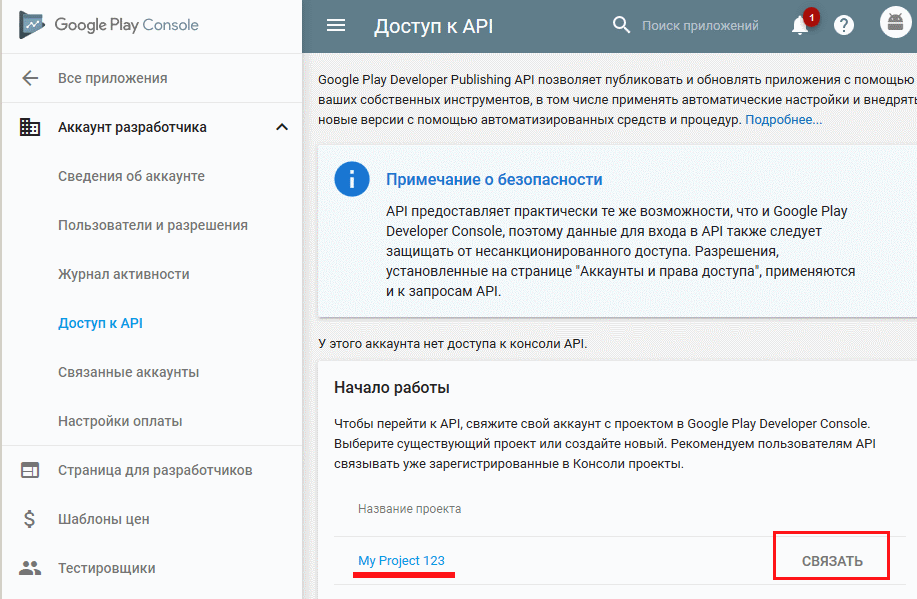 Google Play Console
Все приложения
Аккаунт разработчика
Сведения об аккаунте
Пользователи и разрешения
Журнал активности
Доступ к API
Связанные аккаунты
Настройки оплаты
Страница для разработчиков
Шаблоны цен
Тестировщики
Доступ к API
Поиск приложений
1
Google Play Developer Publishing API позволяет публиковать и обновлять приложения с помощью
ваших собственных инструментов, в том числе применять автоматические настройки и внедрять
новые версии с помощью автоматизированных средств и процедур. Подробнее...
Примечание о безопасности
API предоставляет практически те же возможности, что и Google Play
Developer Console, поэтому данные для входа в API также следует
защищать от несанкционированного доступа. Разрешения,
установленные на странице "Аккаунты и права доступа", применяются
и к запросам API.
У этого аккаунта нет доступа к консоли API.
Начало работы
Чтобы перейти к API, свяжите свой аккаунт с проектом в Google Play Developer Console.
Выберите существующий проект или создайте новый. Рекомендуем пользователям API
связывать уже зарегистрированные в Консоли проекты.
Название проекта
My Project 123
СВЯЗАТЬ